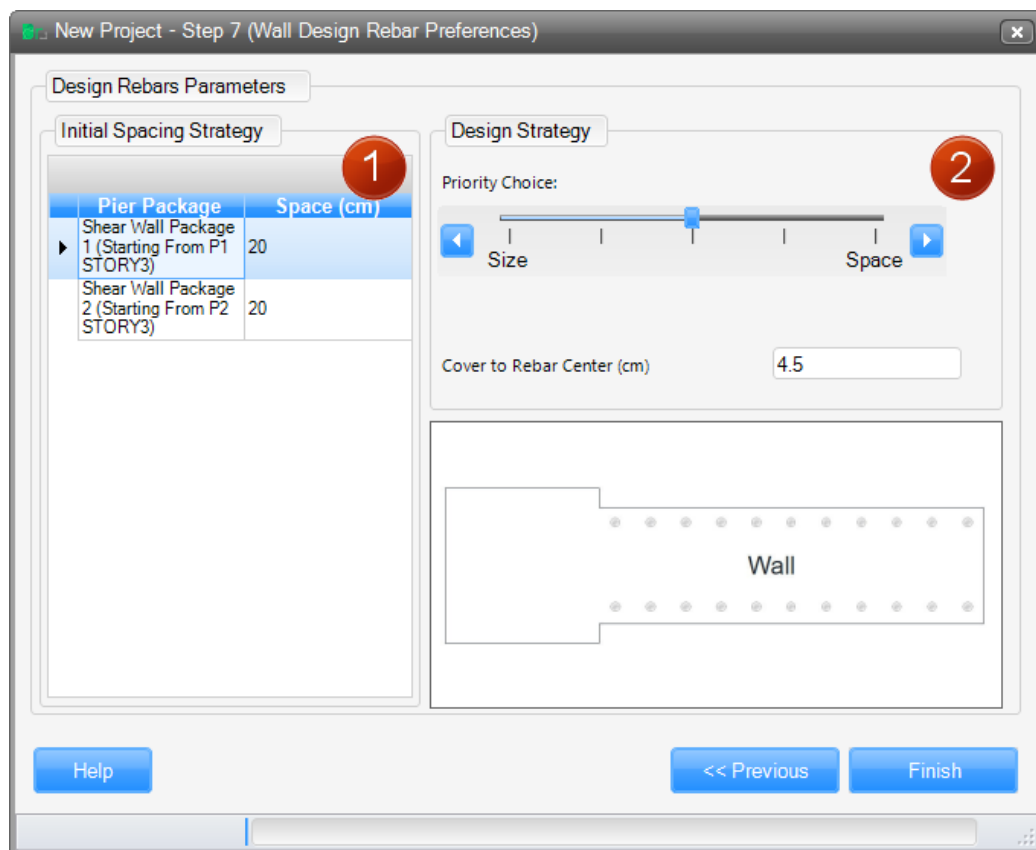 New Project - Step 7 (Wall Design Rebar Preferences)
Design Rebars Parameters
Initial Spacing Strategy
1
Pier Package Space (cm)
Shear Wall Package
1 (Starting From P1
STORY3)
20
Shear Wall Package
2 (Starting From P2
STORY3)
20
Design Strategy
2
Priority Choice:
Size Space
Cover to Rebar Center (cm) 4.5
Wall
Help << Previous Finish